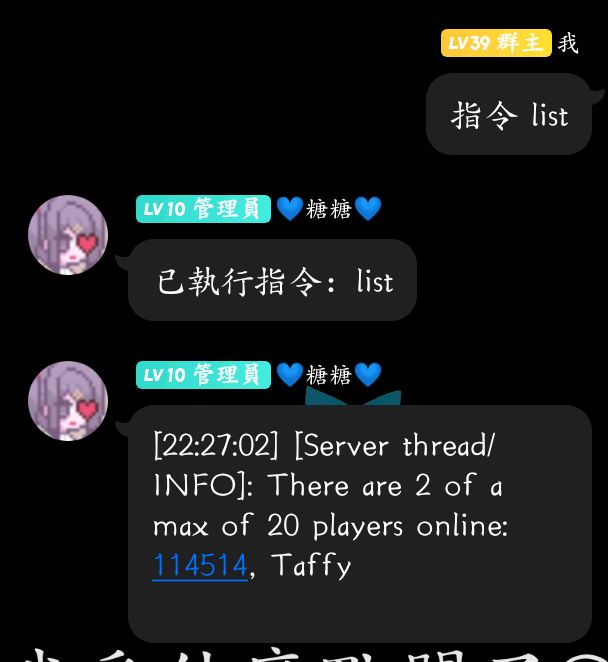 LV39 群主 我
指令 list
LV10 管理員 💙糖糖💙
已執行指令：list
LV10 管理員 💙糖糖💙
[22:27:02] [Server thread/
INFO]: There are 2 of a
max of 20 players online:
114514, Taffy